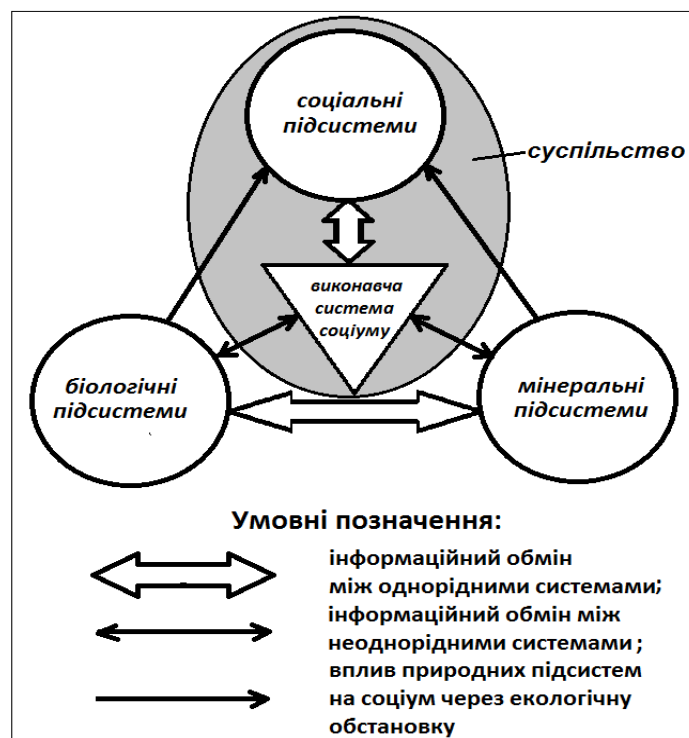 соціальні
підсистеми
суспільство
виконавча
система
соціуму
біологічні
підсистеми
мінеральні
підсистеми
Умовні позначення:
інформаційний обмін
між однорідними системами;
інформаційний обмін між
неоднорідними системами ;
вплив природних підсистем
на соціум через екологічну
обстановку